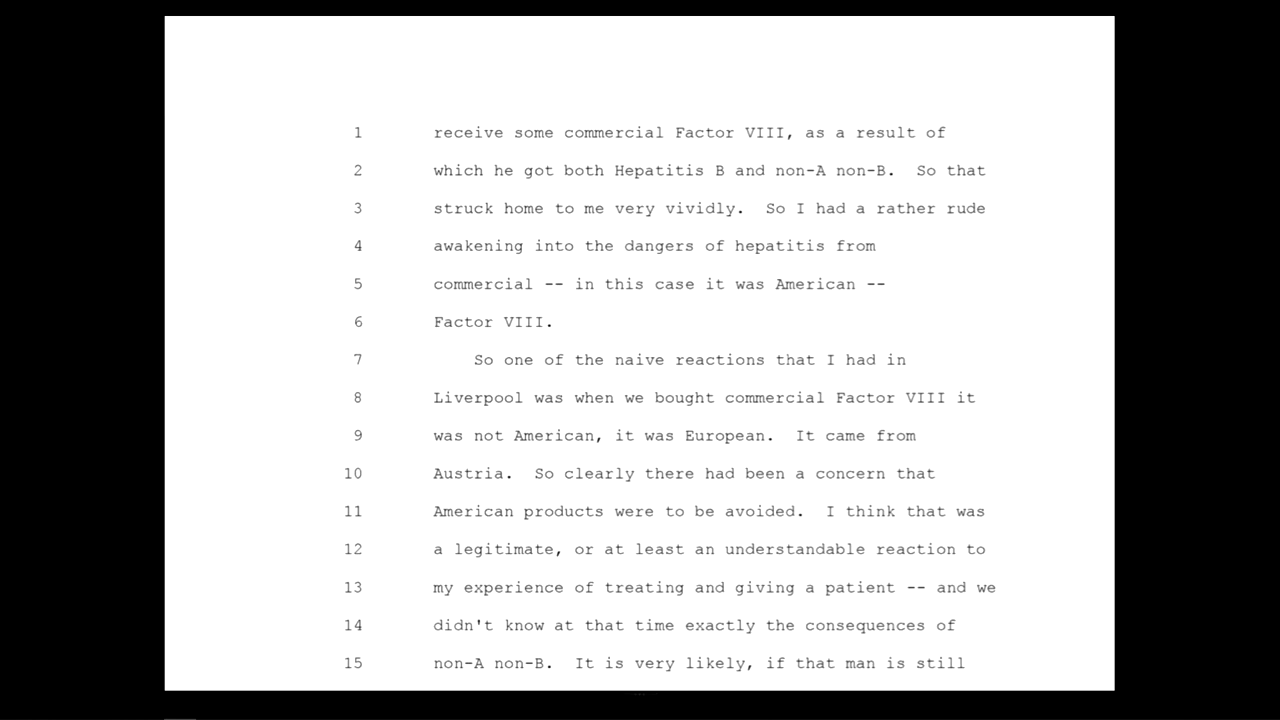 1 receive some commercial Factor VIII, as a result of
2 which he got both Hepatitis B and non-A non-B. So that
3 struck home to me very vividly. So I had a rather rude
4 awakening into the dangers of hepatitis from
5 commercial -- in this case it was American --
6 Factor VIII.
7 So one of the naive reactions that I had in
8 Liverpool was when we bought commercial Factor VIII it
9 was not American, it was European. It came from
10 Austria. So clearly there had been a concern that
11 American products were to be avoided. I think that was
12 a legitimate, or at least an understandable reaction to
13 my experience of treating and giving a patient -- and we
14 didn't know at that time exactly the consequences of
15 non-A non-B. It is very likely, if that man is still